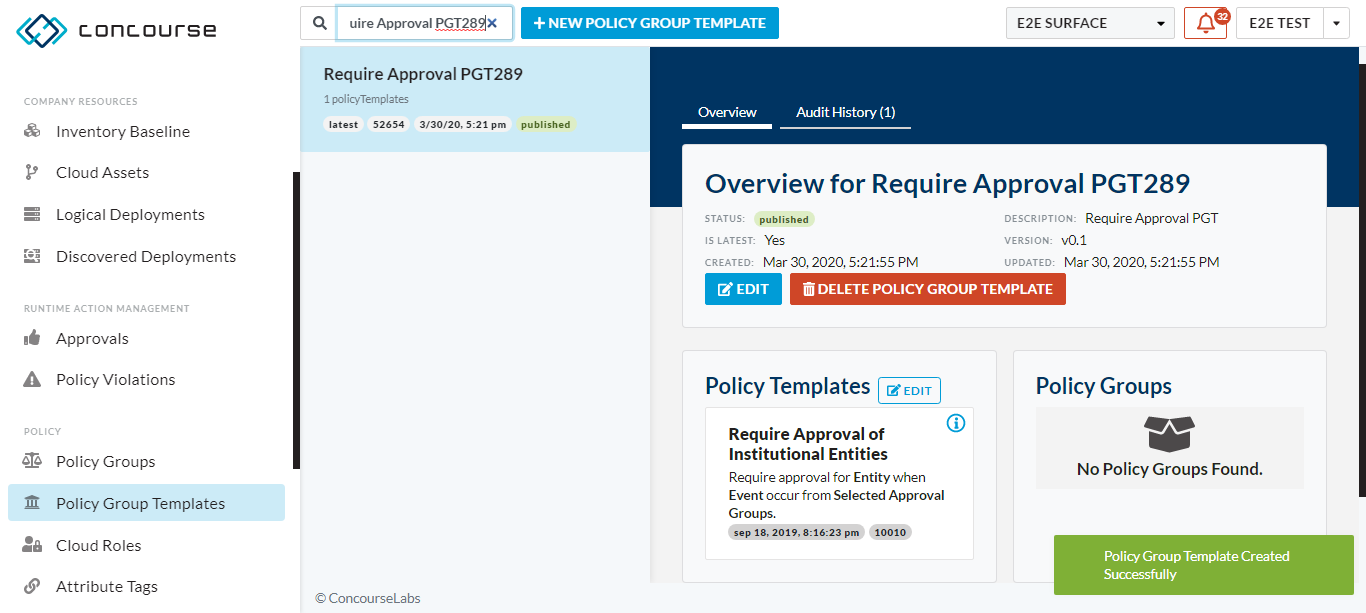 concourse
uire Approval PGT289
NEW POLICY GROUP TEMPLATE
E2E SURFACE
32
E2E TEST
COMPANY RESOURCES
Inventory Baseline
Cloud Assets
Logical Deployments
Discovered Deployments
RUNTIME ACTION MANAGEMENT
Approvals
Policy Violations
POLICY
Policy Groups
Policy Group Templates
Cloud Roles
Attribute Tags
Require Approval PGT289
1 policyTemplates
latest 52654 3/30/20, 5:21 pm published
© ConcourseLabs
Overview Audit History (1)
Overview for Require Approval PGT289
STATUS: published
DESCRIPTION: Require Approval PGT
IS LATEST: Yes
VERSION: v0.1
CREATED: Mar 30, 2020, 5:21:55 PM
UPDATED: Mar 30, 2020, 5:21:55 PM
EDIT DELETE POLICY GROUP TEMPLATE
Policy Templates EDIT
Require Approval of
Institutional Entities
Require approval for Entity when
Event occur from Selected Approval
Groups.
sep 18, 2019, 8:16:23 pm 10010
Policy Groups
No Policy Groups Found.
Policy Group Template Created
Successfully